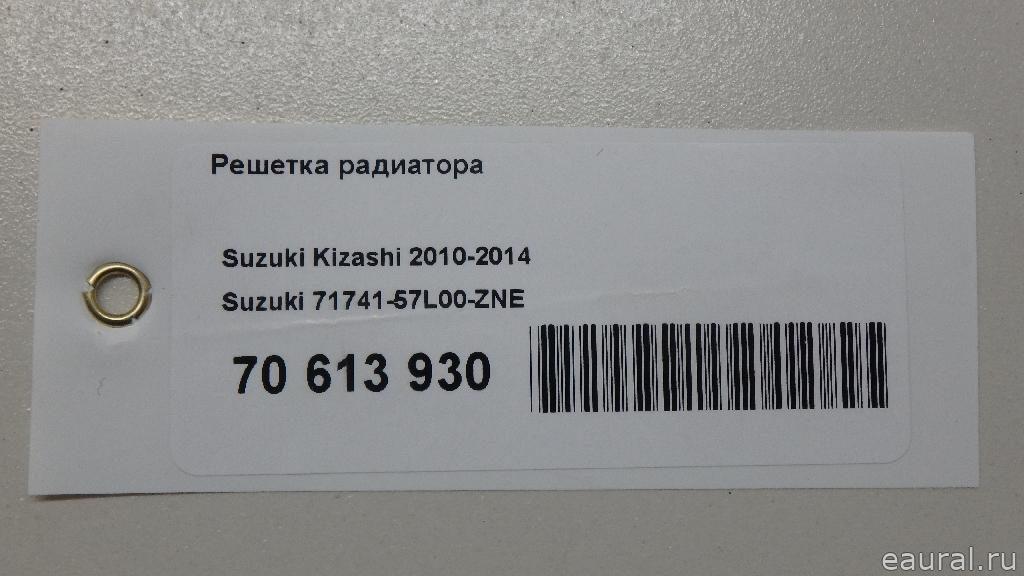 Решетка радиатора
Suzuki Kizashi 2010-2014
Suzuki 71741-57L00-ZNE
70 613 930
eaural.ru